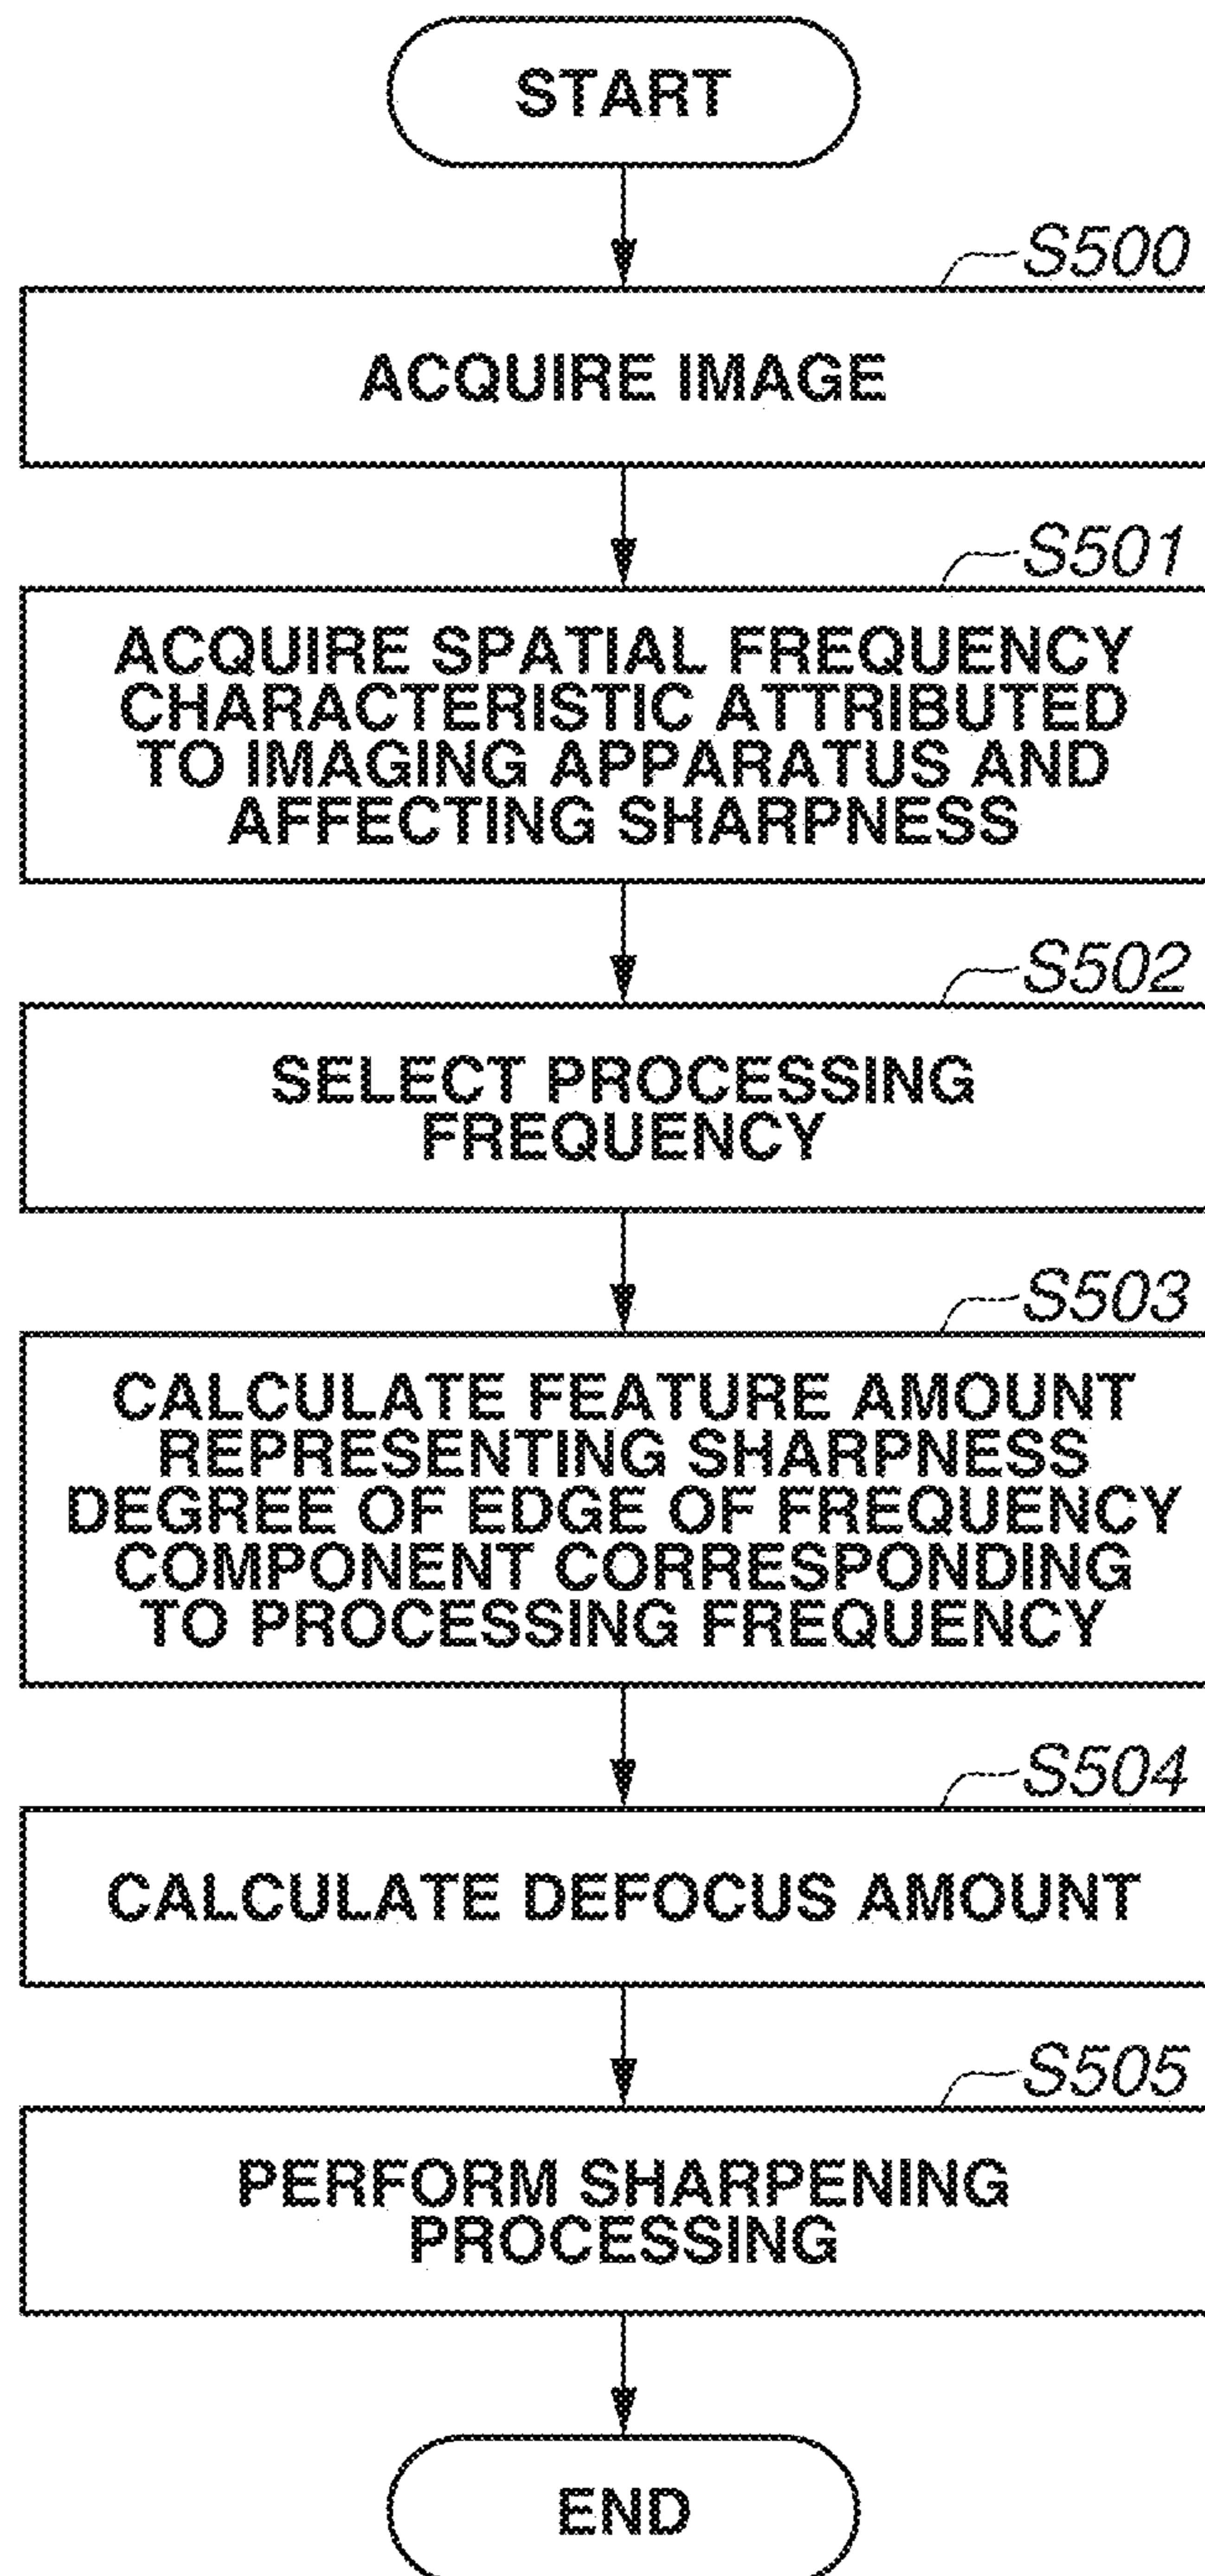 START
S500
ACQUIRE IMAGE
S501
ACQUIRE SPATIAL FREQUENCY
CHARACTERISTIC ATTRIBUTED
TO IMAGING APPARATUS AND
AFFECTING SHARPNESS
S502
SELECT PROCESSING
FREQUENCY
S503
CALCULATE FEATURE AMOUNT
REPRESENTING SHARPNESS
DEGREE OF EDGE OF FREQUENCY
COMPONENT CORRESPONDING
TO PROCESSING FREQUENCY
S504
CALCULATE DEFOCUS AMOUNT
S505
PERFORM SHARPENING
PROCESSING
END